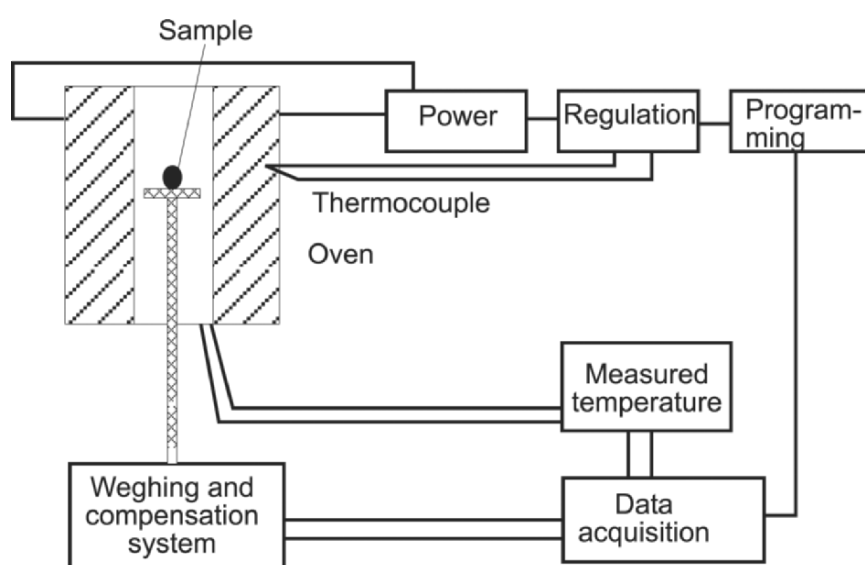 Sample
Power
Regulation
Program-
ming
Thermocouple
Oven
Measured
temperature
Weghing and
compensation
system
Data
acquisition